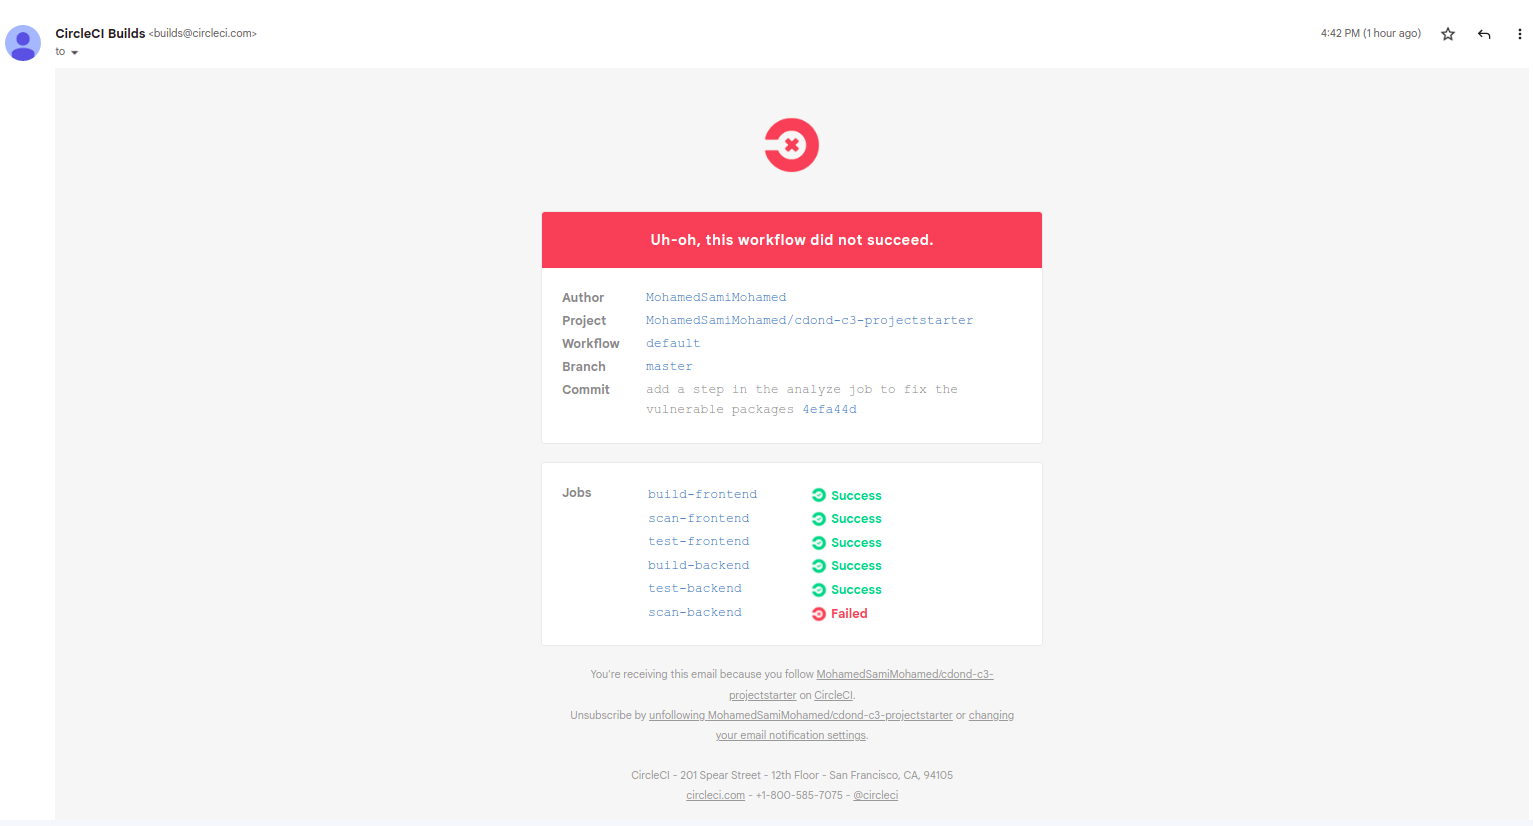 CircleCI Builds <builds@circleci.com>
4:42 PM (1 hour ago)
to
Uh-oh, this workflow did not succeed.
Author MohamedSamiMohamed
Project MohamedSamiMohamed/cdond-c3-projectstarter
Workflow default
Branch master
Commit add a step in the analyze job to fix the
vulnerable packages 4efa44d
Jobs build-frontend Success
scan-frontend Success
test-frontend Success
build-backend Success
test-backend Success
scan-backend Failed
You're receiving this email because you follow MohamedSamiMohamed/cdond-c3-
projectstarter on CircleCI.
Unsubscribe by unfollowing MohamedSamiMohamed/cdond-c3-projectstarter or changing
your email notification settings.
CircleCI - 201 Spear Street - 12th Floor - San Francisco, CA, 94105
circleci.com - +1-800-585-7075 - @circleci